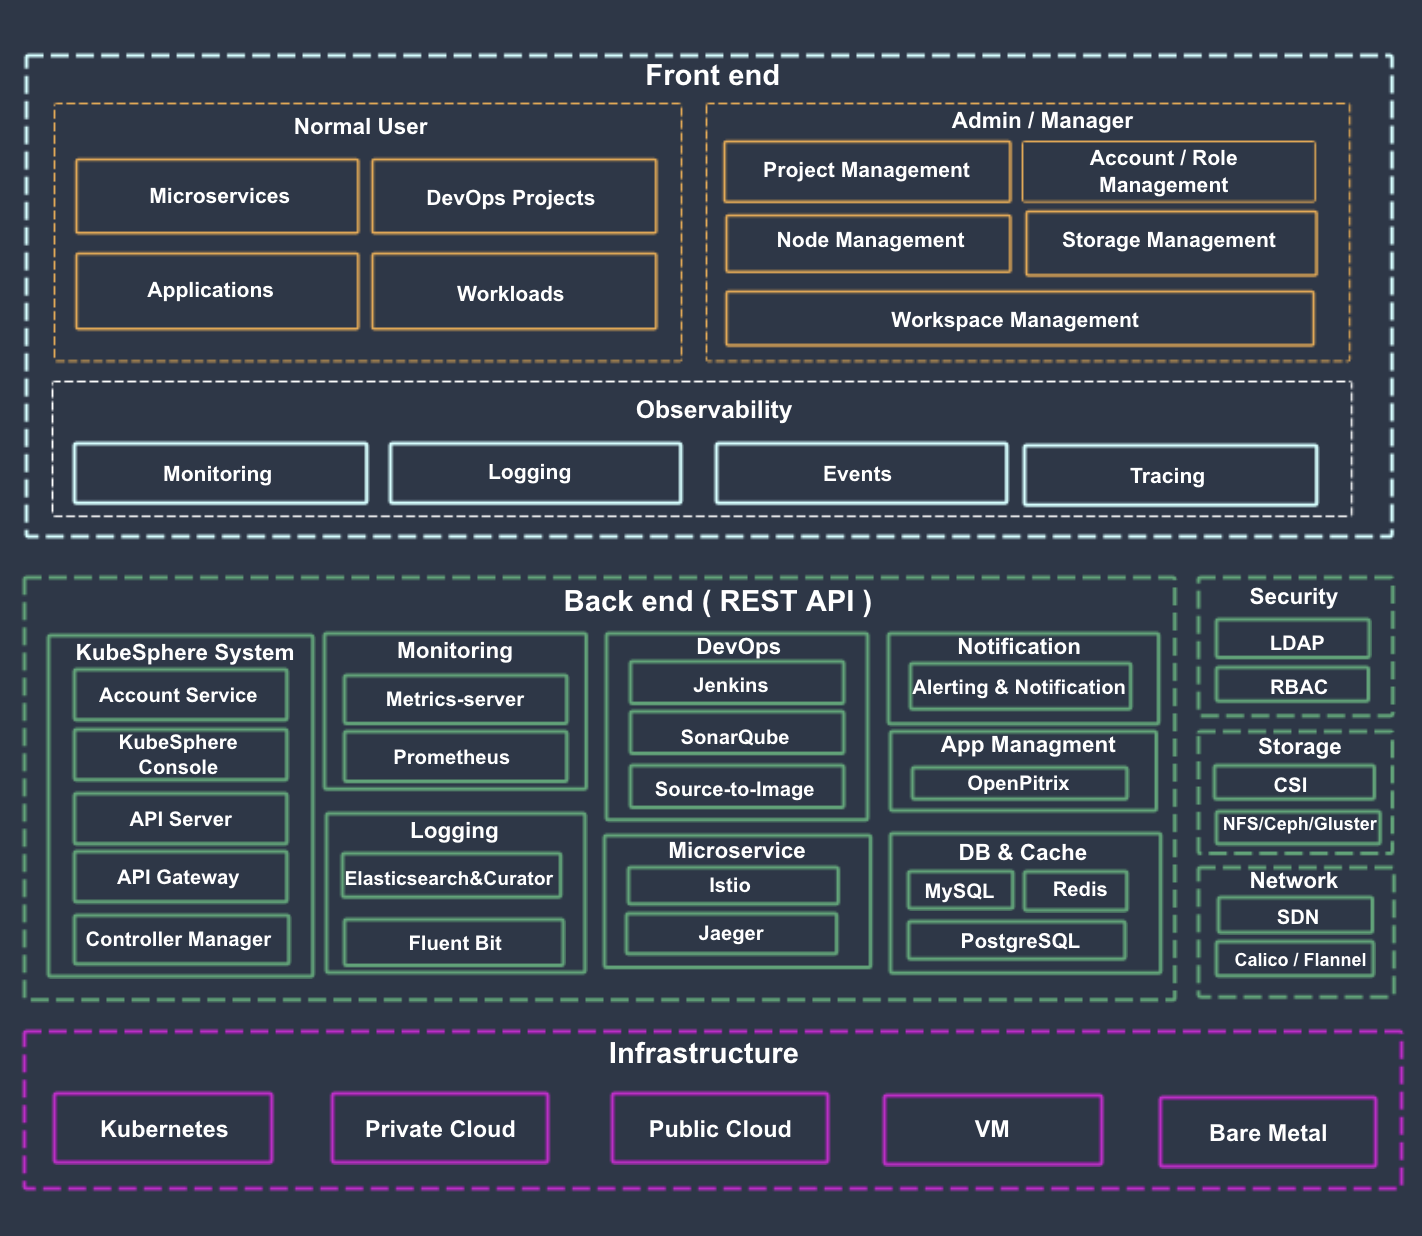 Front end
Normal User
Microservices
DevOps Projects
Applications
Workloads
Admin / Manager
Project Management
Account / Role
Management
Node Management
Storage Management
Workspace Management
Observability
Monitoring
Logging
Events
Tracing
Back end ( REST API )
KubeSphere System
Account Service
KubeSphere
Console
API Server
API Gateway
Controller Manager
Monitoring
Metrics-server
Prometheus
Logging
Elasticsearch&Curator
Fluent Bit
DevOps
Jenkins
SonarQube
Source-to-Image
Microservice
Istio
Jaeger
Notification
Alerting & Notification
App Managment
OpenPitrix
DB & Cache
MySQL
Redis
PostgreSQL
Security
LDAP
RBAC
Storage
CSI
NFS/Ceph/Gluster
Network
SDN
Calico / Flannel
Infrastructure
Kubernetes
Private Cloud
Public Cloud
VM
Bare Metal